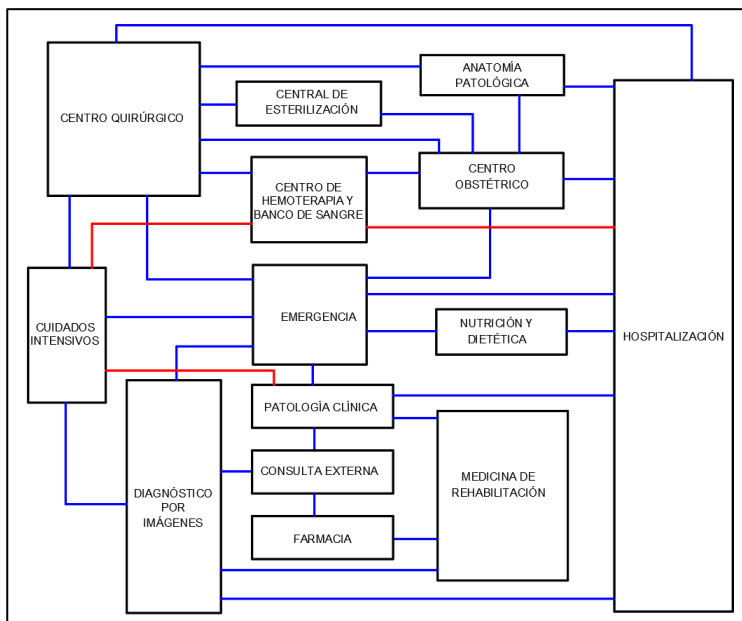 CENTRO QUIRÚRGICO
ANATOMÍA
PATOLÓGICA
CENTRAL DE
ESTERILIZACIÓN
CENTRO
OBSTÉTRICO
CENTRO DE
HEMOTERAPIA Y
BANCO DE SANGRE
CUIDADOS
INTENSIVOS
EMERGENCIA
NUTRICIÓN Y
DIETÉTICA
HOSPITALIZACIÓN
PATOLOGÍA CLÍNICA
CONSULTA EXTERNA
MEDICINA DE
REHABILITACIÓN
DIAGNÓSTICO
POR
IMÁGENES
FARMACIA